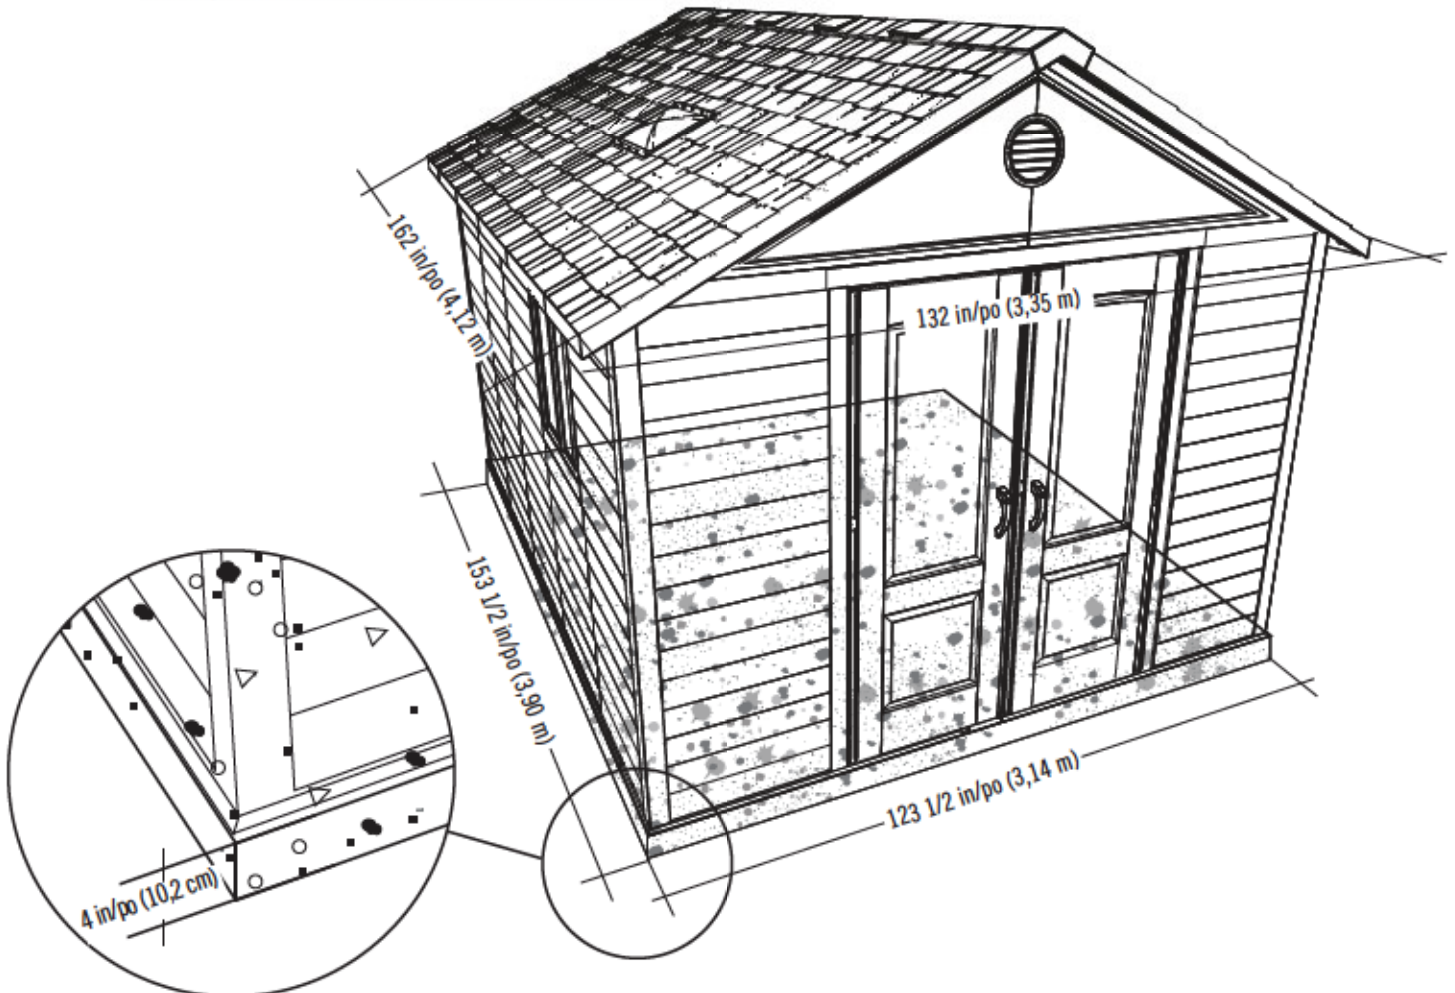 162 in/po (4,12 m)
132 in/po (3,35 m)
153 1/2 in/po (3,90 m)
123 1/2 in/po (3,14 m)
4 in/po (10,2 cm)